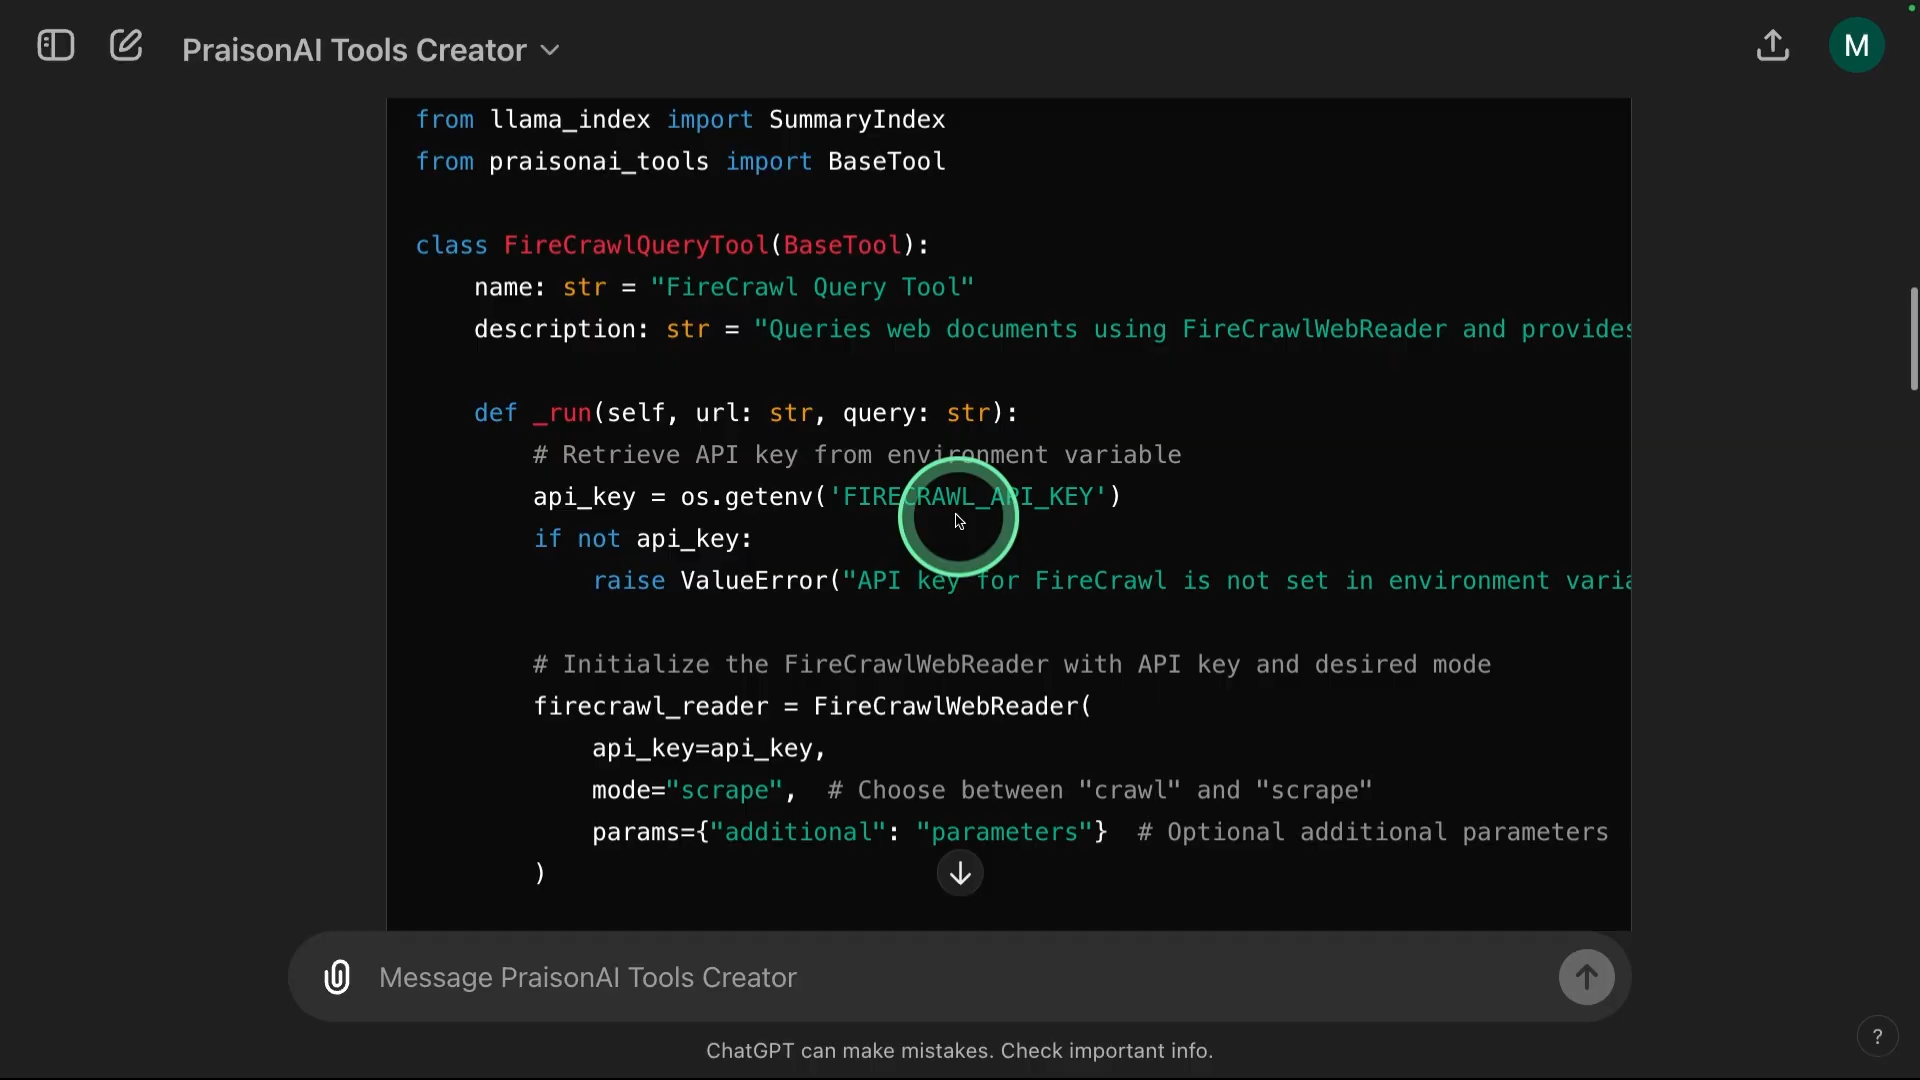 PraisonAI Tools Creator
M
from llama_index import SummaryIndex
from praisonai_tools import BaseTool
class FireCrawlQueryTool(BaseTool):
name: str = "FireCrawl Query Tool"
description: str = "Queries web documents using FireCrawlWebReader and provides
def _run(self, url: str, query: str):
# Retrieve API key from environment variable
api_key = os.getenv('FIRECRAWL_API_KEY')
if not api_key:
raise ValueError("API key for FireCrawl is not set in environment varia
# Initialize the FireCrawlWebReader with API key and desired mode
firecrawl_reader = FireCrawlWebReader(
api_key=api_key,
mode="scrape",  # Choose between "crawl" and "scrape"
params={"additional": "parameters"}  # Optional additional parameters
)
Message PraisonAI Tools Creator
ChatGPT can make mistakes. Check important info.
?